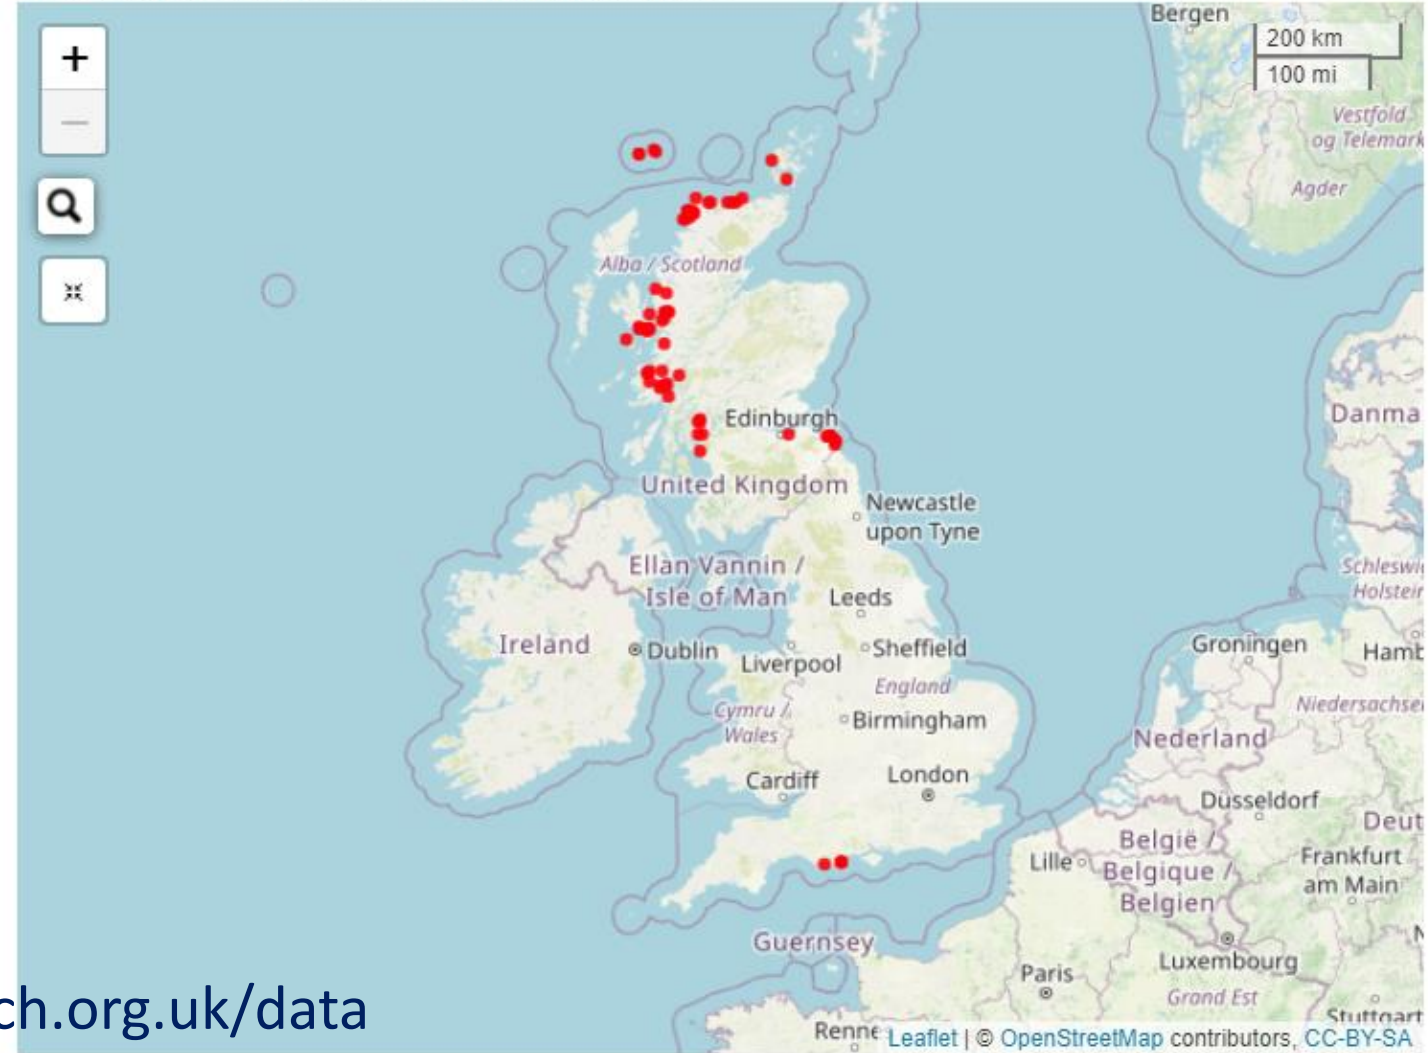 Bergen
+
200 km
100 mi
−
Vestfold
og Telemark
Agder
Alba / Scotland
Danma
Edinburgh
United Kingdom
Newcastle
upon Tyne
Ellan Vannin /
Isle of Man
Schleswi
Holstein
Leeds
Ireland
Dublin
Liverpool
Sheffield
Groningen
Hamb
England
Niedersachse
Cymru /
Wales
Birmingham
Nederland
Cardiff
London
Düsseldorf
Deut
België /
Belgique /
Belgien
Lille
Frankfurt
am Main
Guernsey
Luxembourg
Paris
Grand Est
Stuttgart
ch.org.uk/data
Renne
Leaflet | © OpenStreetMap contributors, CC-BY-SA